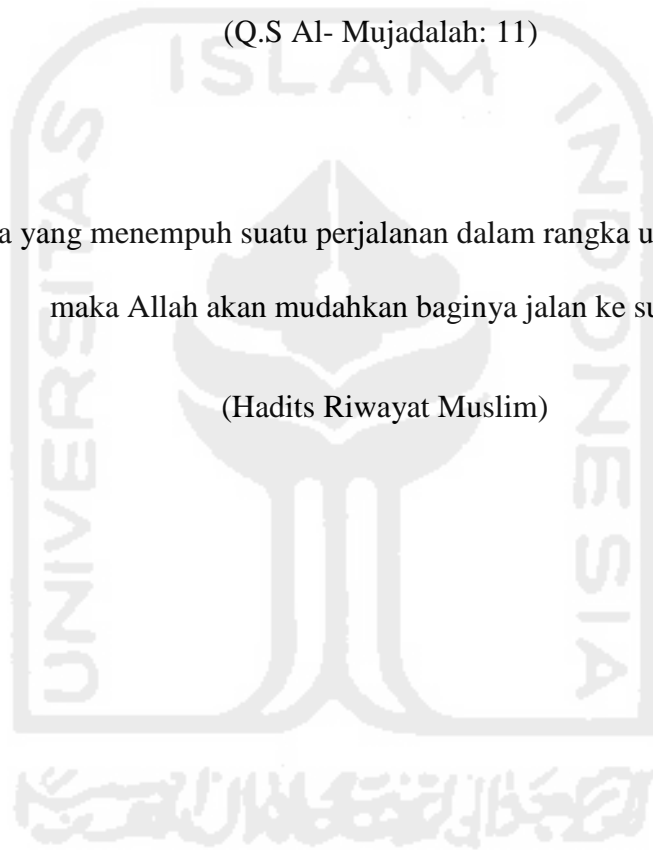 (Q.S Al- Mujadalah: 11)
ISLAM
UNIVERSITAS
INDONESIA
a yang menempuh suatu perjalanan dalam rangka u
maka Allah akan mudahkan baginya jalan ke su
(Hadits Riwayat Muslim)